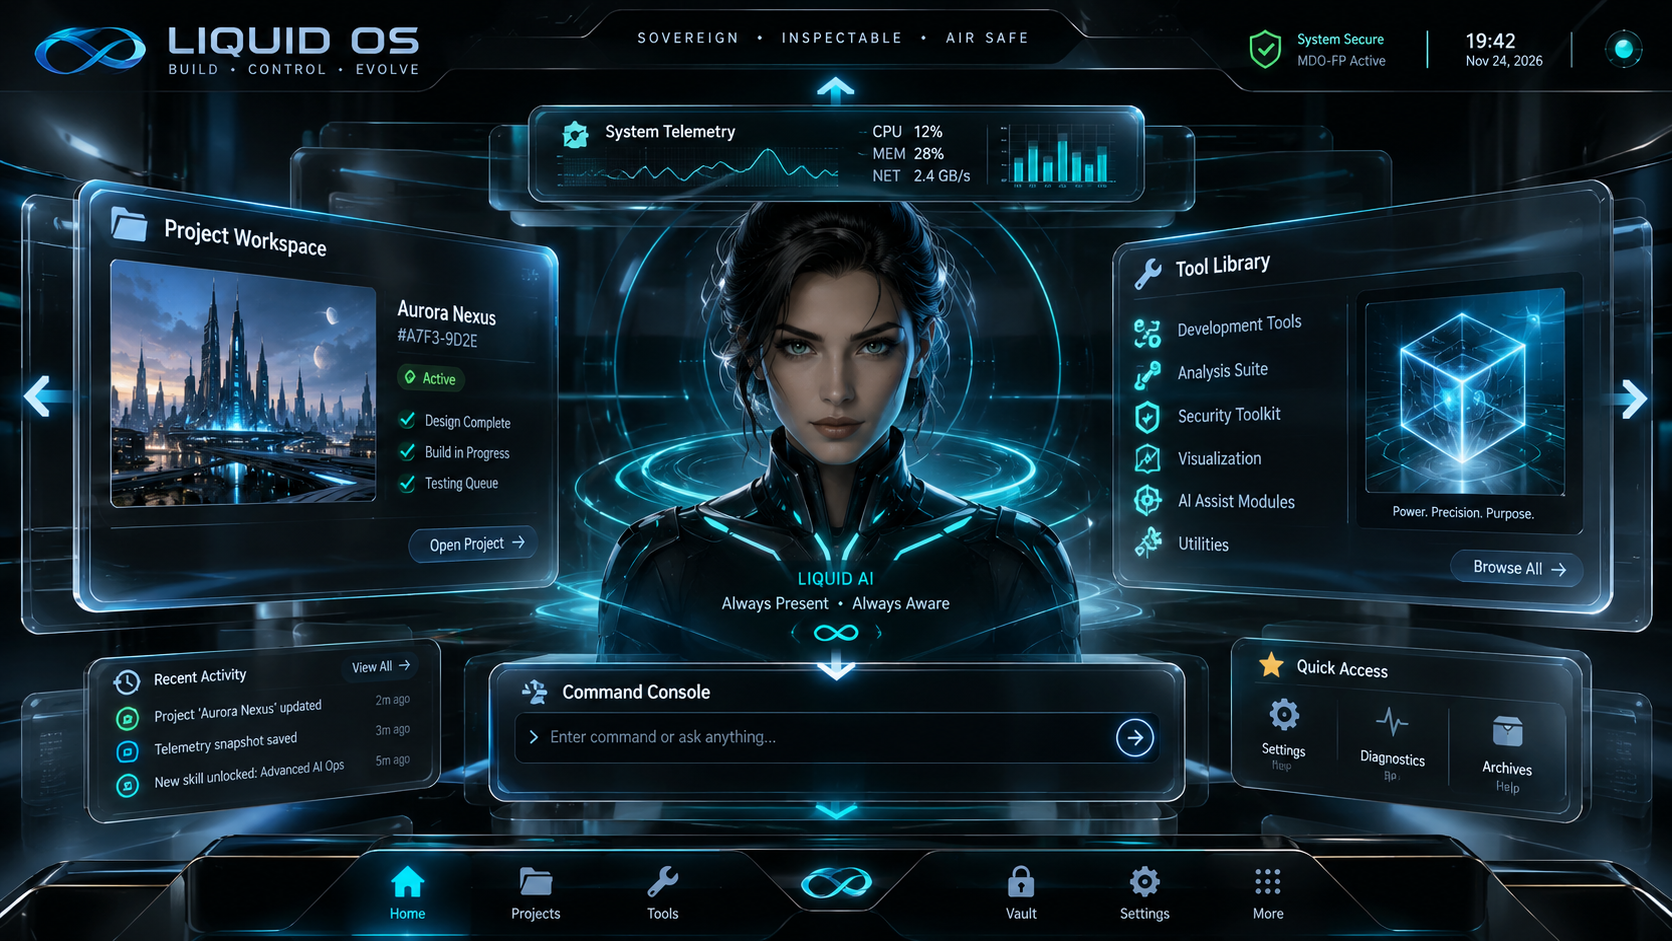 LIQUID OS
BUILD • CONTROL • EVOLVE
SOVEREIGN • INSPECTABLE • AIR SAFE
System Secure
MDO-FP Active
19:42
Nov 24, 2026
System Telemetry
CPU 12%
MEM 28%
NET 2.4 GB/s
Project Workspace
Aurora Nexus
#A7F3-9D2E
Active
Design Complete
Build in Progress
Testing Queue
Open Project →
Tool Library
Development Tools
Analysis Suite
Security Toolkit
Visualization
AI Assist Modules
Utilities
Power. Precision. Purpose.
Browse All →
LIQUID AI
Always Present • Always Aware
Recent Activity
View All →
Project 'Aurora Nexus' updated 2m ago
Telemetry snapshot saved 3m ago
New skill unlocked: Advanced AI Ops 5m ago
Command Console
Enter command or ask anything...
Quick Access
Settings
Diagnostics
Archives
Help
Home
Projects
Tools
Vault
Settings
More